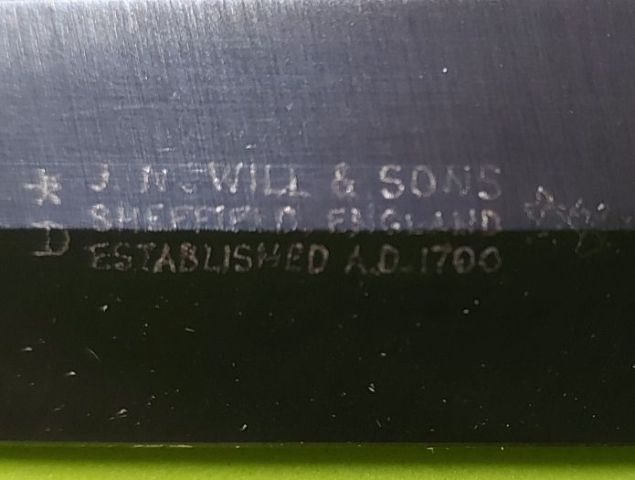 J. NOWILL & SONS
SHEFFIELD, ENGLAND
D
ESTABLISHED A.D. 1700